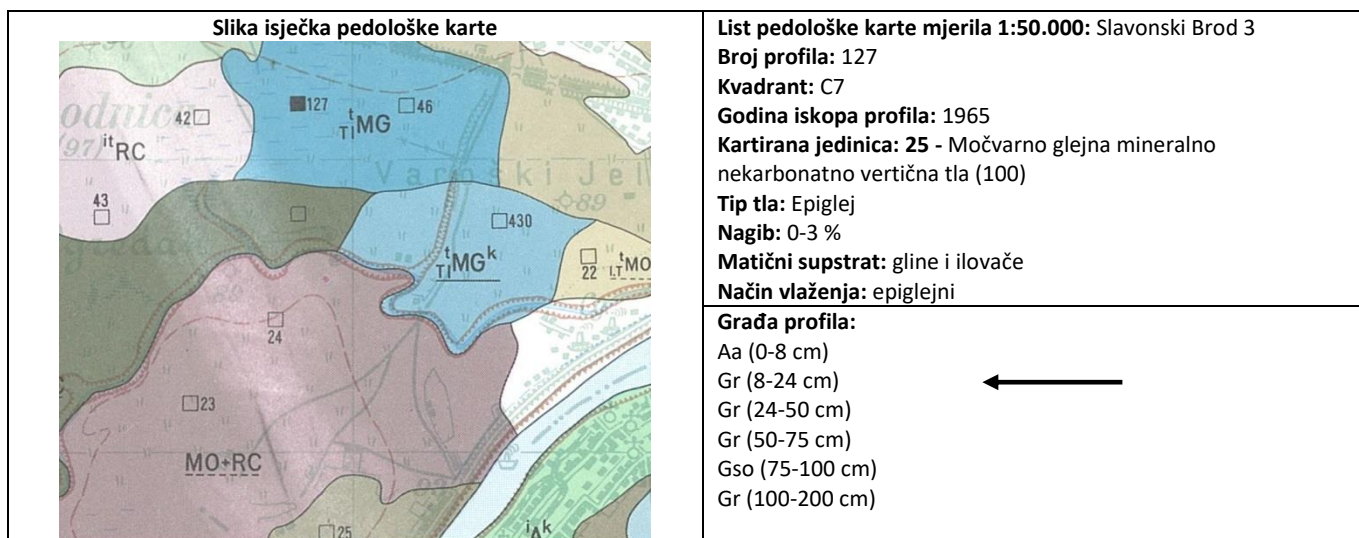 Slika isječka pedološke karte
odnica
(97)
42
itRC
43
127
46
tTIMG
89
430
tTIMGk
22
tI.TMO
24
23
MO+RC
25
iAk
List pedološke karte mjerila 1:50.000: Slavonski Brod 3
Broj profila: 127
Kvadrant: C7
Godina iskopa profila: 1965
Kartirana jedinica: 25 - Močvarno glejna mineralno
nekarbonatno vertična tla (100)
Tip tla: Epiglej
Nagib: 0-3 %
Matični supstrat: gline i ilovače
Način vlaženja: epiglejni
Građa profila:
Aa (0-8 cm)
Gr (8-24 cm)
Gr (24-50 cm)
Gr (50-75 cm)
Gso (75-100 cm)
Gr (100-200 cm)